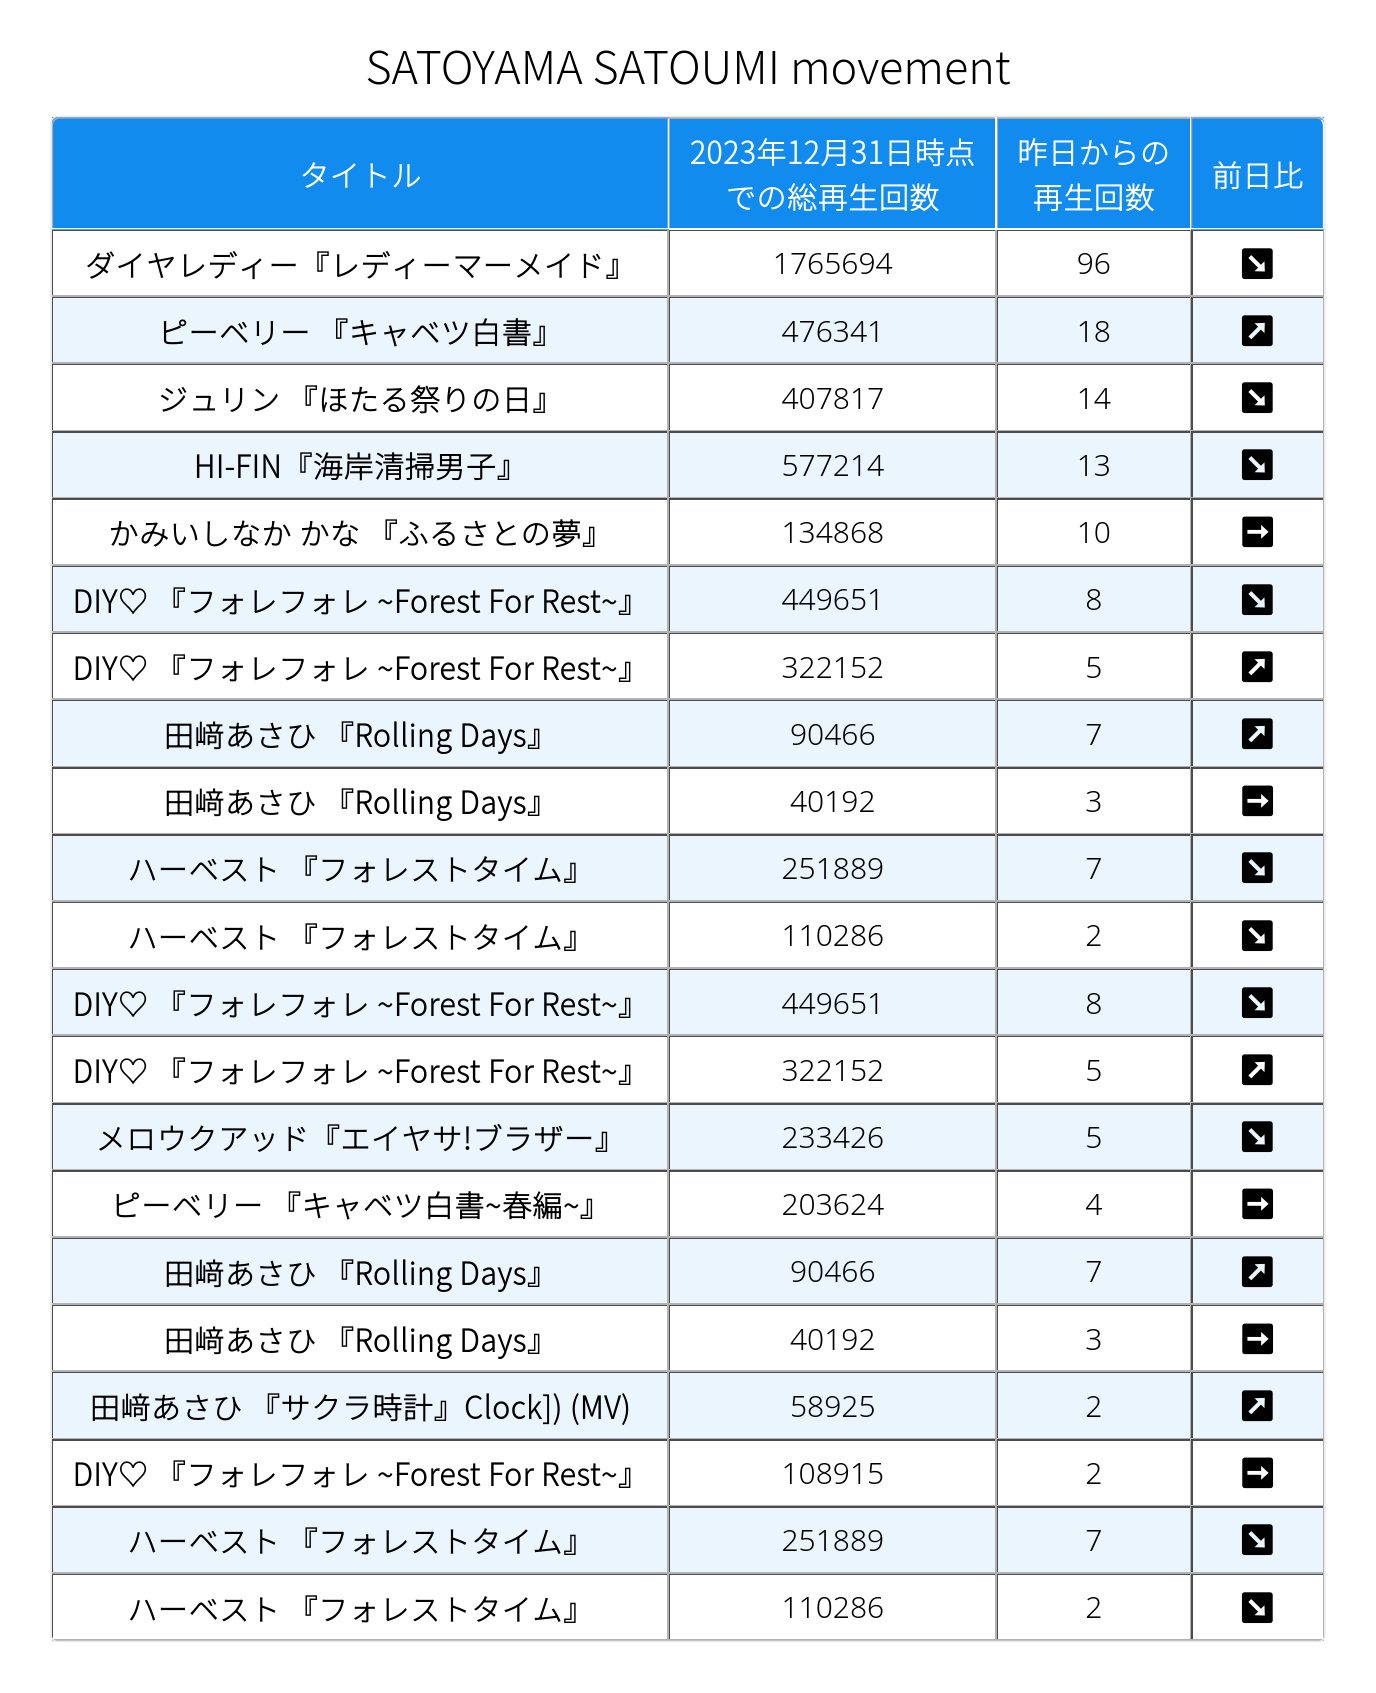 SATOYAMA SATOUMI movement
タイトル 2023年12月31日時点での総再生回数 昨日からの再生回数 前日比
ダイヤレディー『レディーマーメイド』 1765694 96 ↘
ピーベリー 『キャベツ白書』 476341 18 ↗
ジュリン 『ほたる祭りの日』 407817 14 ↘
HI-FIN『海岸清掃男子』 577214 13 ↘
かみいしなか かな 『ふるさとの夢』 134868 10 ➡
DIY♡ 『フォレフォレ ~Forest For Rest~』 449651 8 ↘
DIY♡ 『フォレフォレ ~Forest For Rest~』 322152 5 ↗
田﨑あさひ 『Rolling Days』 90466 7 ↗
田﨑あさひ 『Rolling Days』 40192 3 ➡
ハーベスト 『フォレストタイム』 251889 7 ↘
ハーベスト 『フォレストタイム』 110286 2 ↘
DIY♡ 『フォレフォレ ~Forest For Rest~』 449651 8 ↘
DIY♡ 『フォレフォレ ~Forest For Rest~』 322152 5 ↗
メロウクアッド『エイヤサ!ブラザー』 233426 5 ↘
ピーベリー 『キャベツ白書~春編~』 203624 4 ➡
田﨑あさひ 『Rolling Days』 90466 7 ↗
田﨑あさひ 『Rolling Days』 40192 3 ➡
田﨑あさひ 『サクラ時計』Clock]) (MV) 58925 2 ↗
DIY♡ 『フォレフォレ ~Forest For Rest~』 108915 2 ➡
ハーベスト 『フォレストタイム』 251889 7 ↘
ハーベスト 『フォレストタイム』 110286 2 ↘